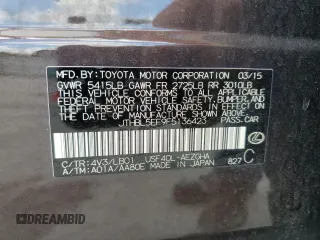 MFD. BY: TOYOTA MOTOR CORPORATION 03/15
GVWR 5415LB GAWR FR 2725LB RR 3010LB
THIS VEHICLE CONFORMS TO ALL APPLICABLE
FEDERAL MOTOR VEHICLE SAFETY, BUMPER, AND
THEFT PREVENTION STANDARDS IN EFFECT ON
THE DATE OF MANUFACTURE SHOWN ABOVE.
JTHBL5EF9F5136423 PASS.CAR
C/TR: 4V3/LB01 USF40L-AEZGHA
A/TM: A01A/AA80E MADE IN JAPAN 827C